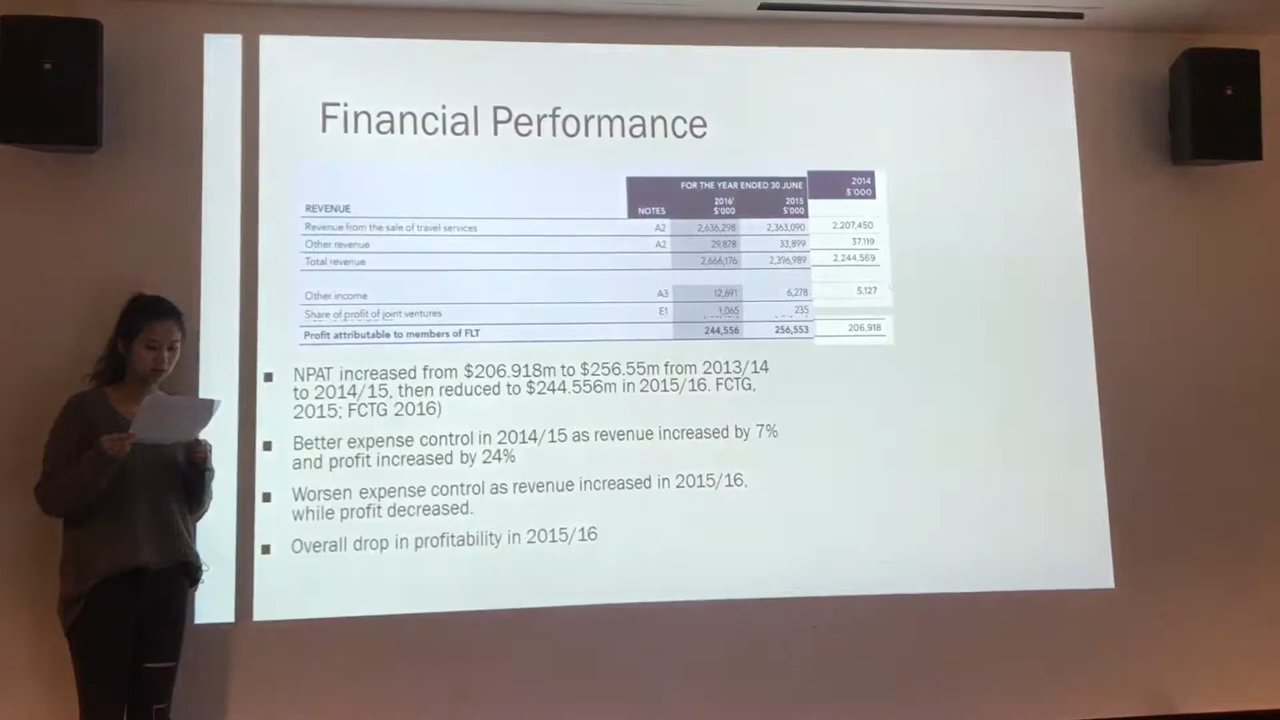 Financial Performance
FOR THE YEAR ENDED 30 JUNE 2014
REVENUE NOTES 2016¹ $'000 2015 $'000 $'000
Revenue from the sale of travel services A2 2,636,298 2,363,090 2,207,450
Other revenue A2 29,878 33,899 37,119
Total revenue 2,666,176 2,396,989 2,244,569
Other income A3 12,691 6,278 5,127
Share of profit of joint ventures E1 1,065 235
Profit attributable to members of FLT 244,556 256,553 206,918
■ NPAT increased from $206.918m to $256.55m from 2013/14
to 2014/15, then reduced to $244.556m in 2015/16. FCTG,
2015; FCTG 2016)
■ Better expense control in 2014/15 as revenue increased by 7%
and profit increased by 24%
■ Worsen expense control as revenue increased in 2015/16,
while profit decreased.
■ Overall drop in profitability in 2015/16